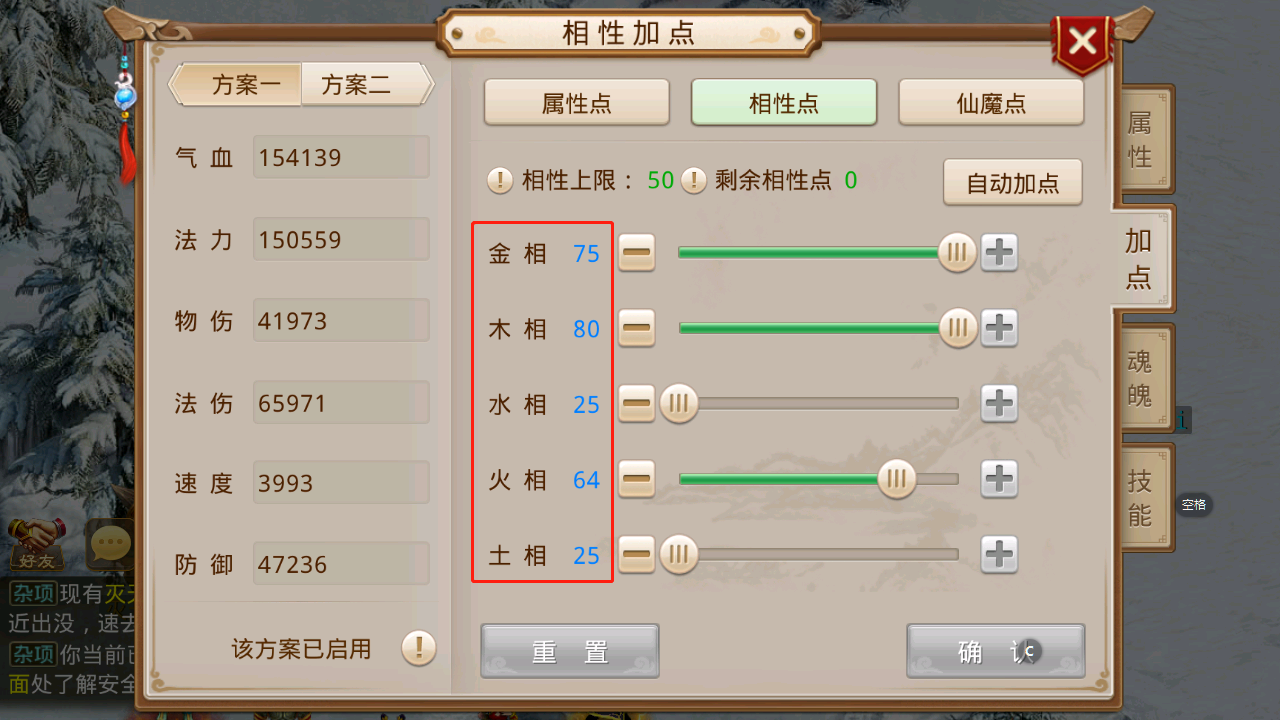 相性加点
方案一 方案二
属性点 相性点 仙魔点
气血 154139
法力 150559
物伤 41973
法伤 65971
速度 3993
防御 47236
该方案已启用
相性上限： 50 剩余相性点 0
自动加点
金相 75
木相 80
水相 25
火相 64
土相 25
重置 确认
C
属性
加点
魂魄
技能
空格
好友
杂项 现有灭
近出没，速去
杂项 你当前
面处了解安全